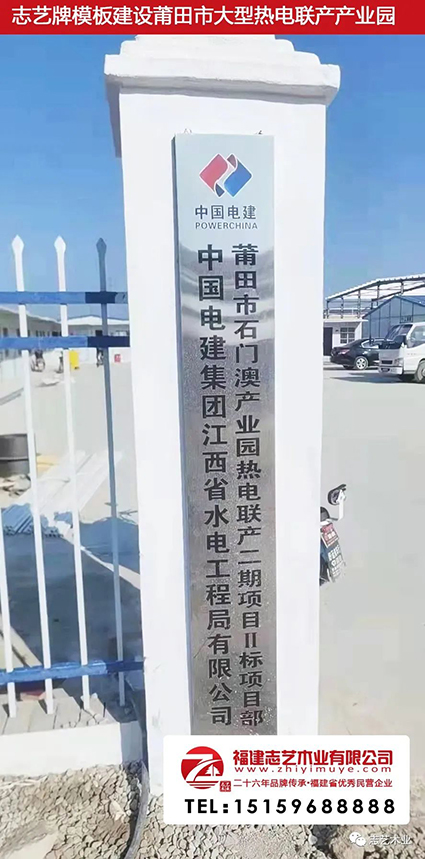 志艺牌模板建设莆田市大型热电联产产业园
中国电建
POWERCHINA
莆田市石门澳产业园热电联产二期项目II标项目部
中国电建集团江西省水电工程局有限公司
福建志艺木业有限公司
www.zhiyimuye.com
二十六年品牌传承·福建省优秀民营企业
TEL:15159688888
志艺木业